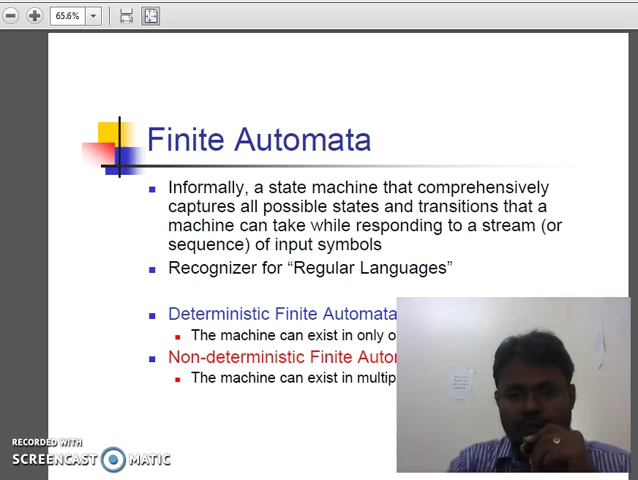 65.6%
Finite Automata
Informally, a state machine that comprehensively
captures all possible states and transitions that a
machine can take while responding to a stream (or
sequence) of input symbols
Recognizer for “Regular Languages”
Deterministic Finite Automata
The machine can exist in only o
Non-deterministic Finite Autor
The machine can exist in multip
RECORDED WITH
SCREENCAST MATIC